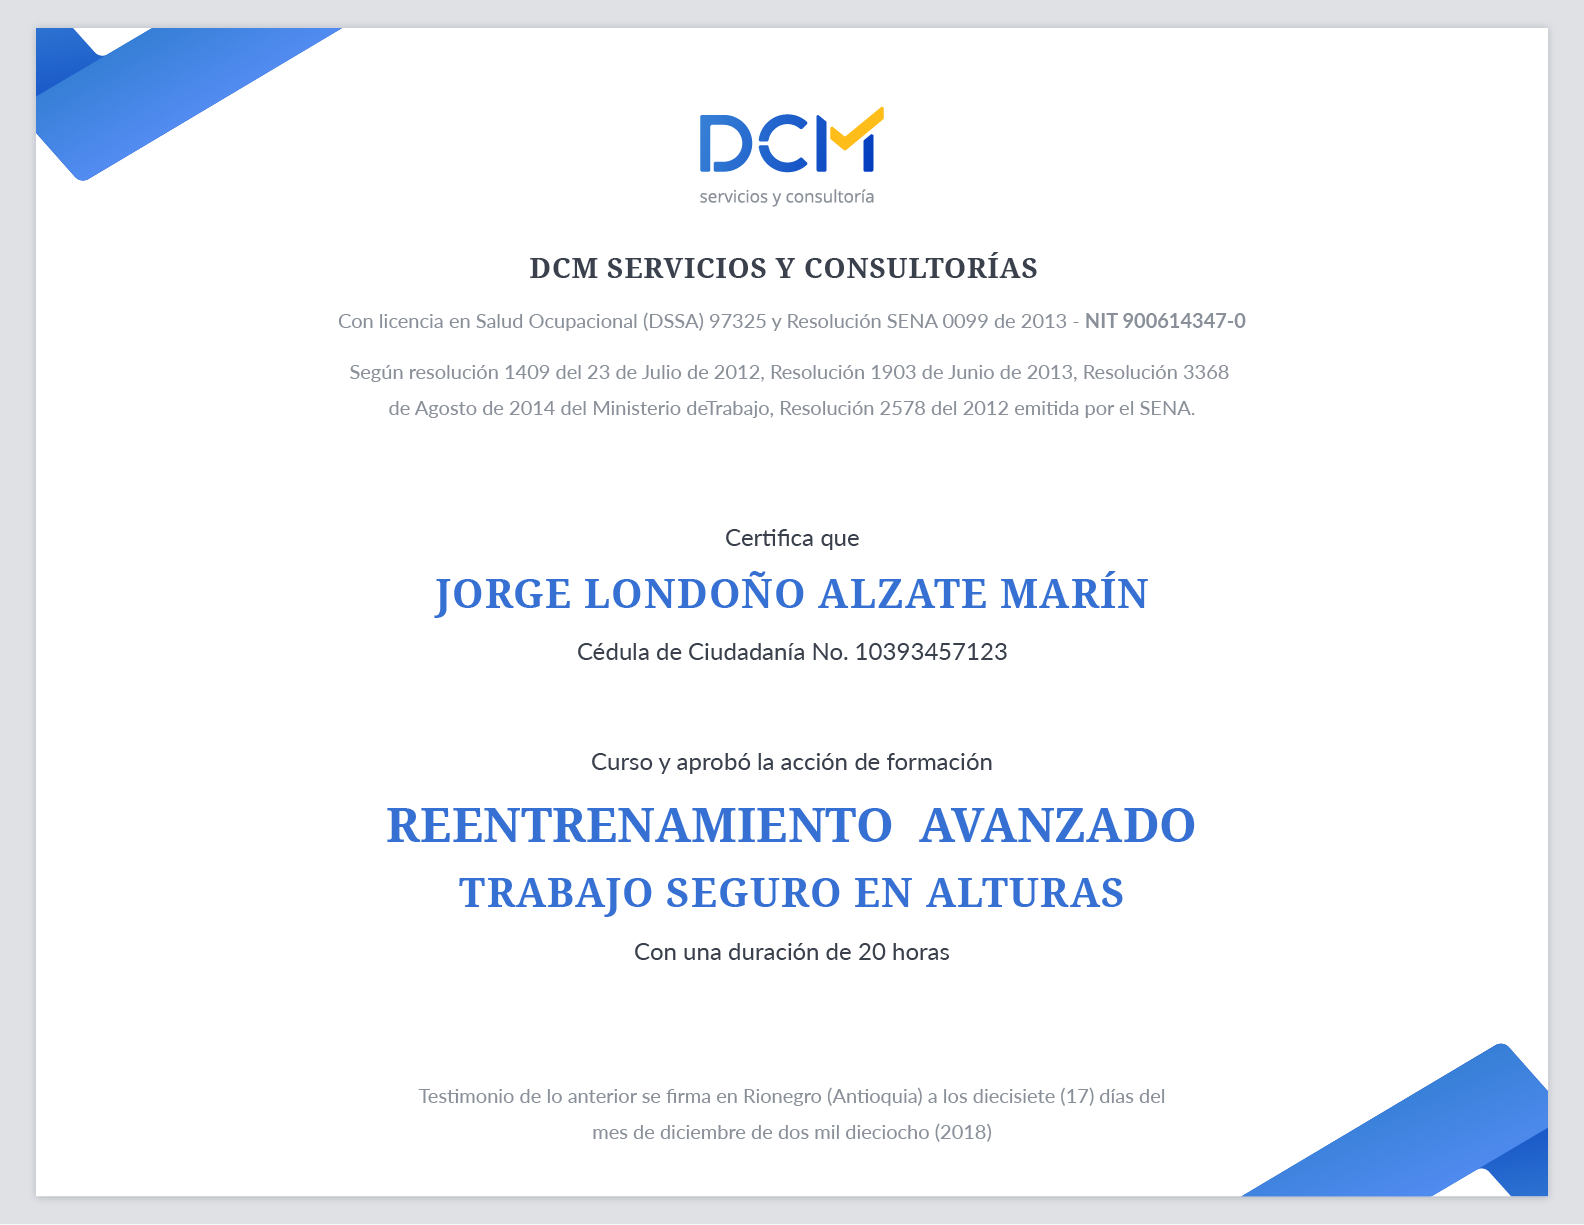 DCM
servicios y consultoría
DCM SERVICIOS Y CONSULTORÍAS
Con licencia en Salud Ocupacional (DSSA) 97325 y Resolución SENA 0099 de 2013 - NIT 900614347-0
Según resolución 1409 del 23 de Julio de 2012, Resolución 1903 de Junio de 2013, Resolución 3368
de Agosto de 2014 del Ministerio deTrabajo, Resolución 2578 del 2012 emitida por el SENA.
Certifica que
JORGE LONDOÑO ALZATE MARÍN
Cédula de Ciudadanía No. 10393457123
Curso y aprobó la acción de formación
REENTRENAMIENTO  AVANZADO
TRABAJO SEGURO EN ALTURAS
Con una duración de 20 horas
Testimonio de lo anterior se firma en Rionegro (Antioquia) a los diecisiete (17) días del
mes de diciembre de dos mil dieciocho (2018)